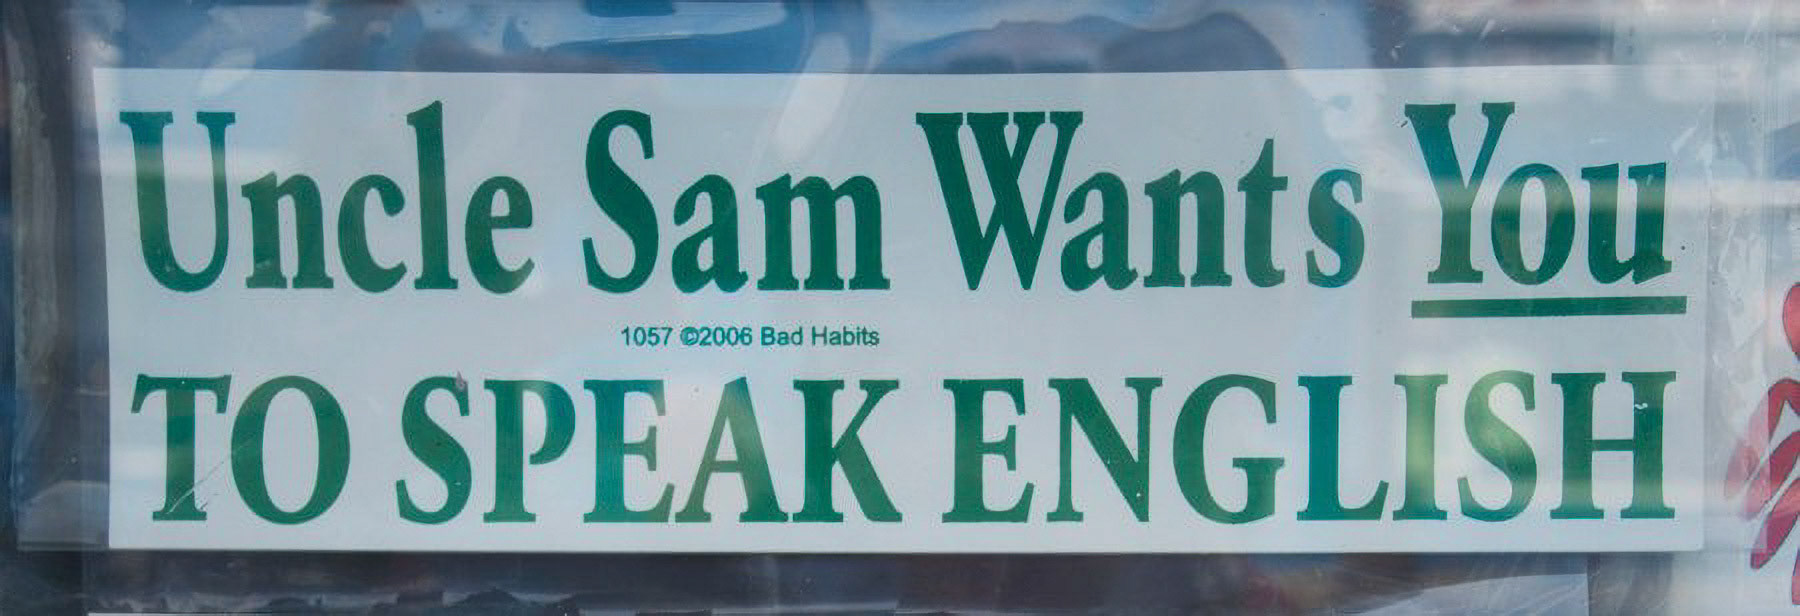 Uncle Sam Wants You
1057 ©2006 Bad Habits
TO SPEAK ENGLISH